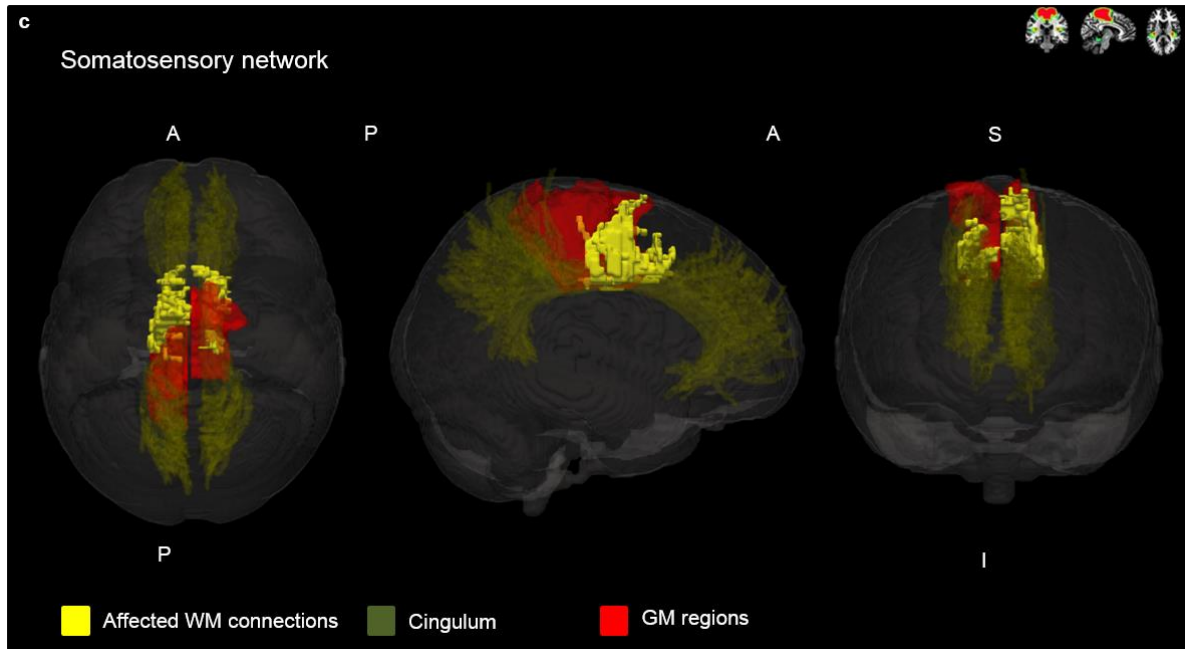 c
Somatosensory network
A
P
A
S
P
I
Affected WM connections
Cingulum
GM regions